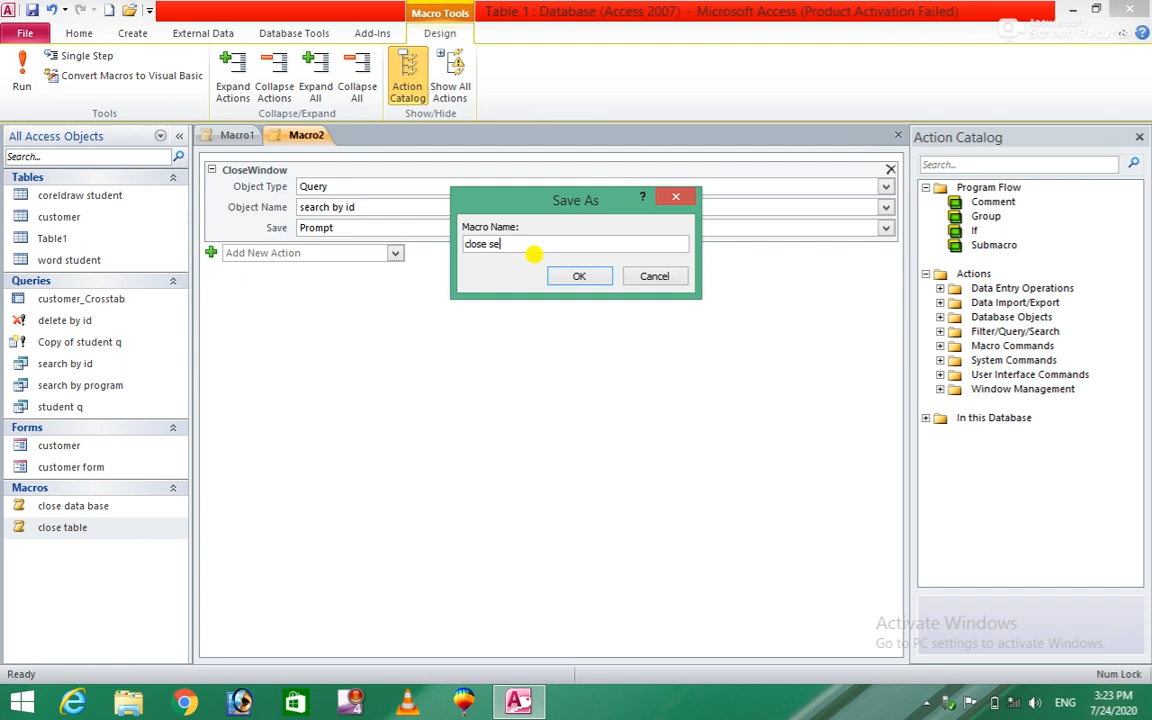 Macro Tools
Table 1 : Database (Access 2007) - Microsoft Access (Product Activation Failed)
File
Home
Create
External Data
Database Tools
Add-Ins
Design
Run
Single Step
Convert Macros to Visual Basic
Tools
Expand Actions
Collapse Actions
Expand All
Collapse All
Collapse/Expand
Action Catalog
Show All Actions
Show/Hide
All Access Objects
Search...
Tables
coreldraw student
customer
Table1
word student
Queries
customer_Crosstab
delete by id
Copy of student q
search by id
search by program
student q
Forms
customer
customer form
Macros
close data base
close table
Macro1
Macro2
CloseWindow
Object Type
Query
Object Name
search by id
Save
Prompt
Add New Action
Save As
?
Macro Name:
close se
OK
Cancel
Action Catalog
Search...
Program Flow
Comment
Group
If
Submacro
Actions
Data Entry Operations
Data Import/Export
Database Objects
Filter/Query/Search
Macro Commands
System Commands
User Interface Commands
Window Management
In this Database
Activate Windows
Go to PC settings to activate Windows.
Ready
Num Lock
ENG
3:23 PM
7/24/2020